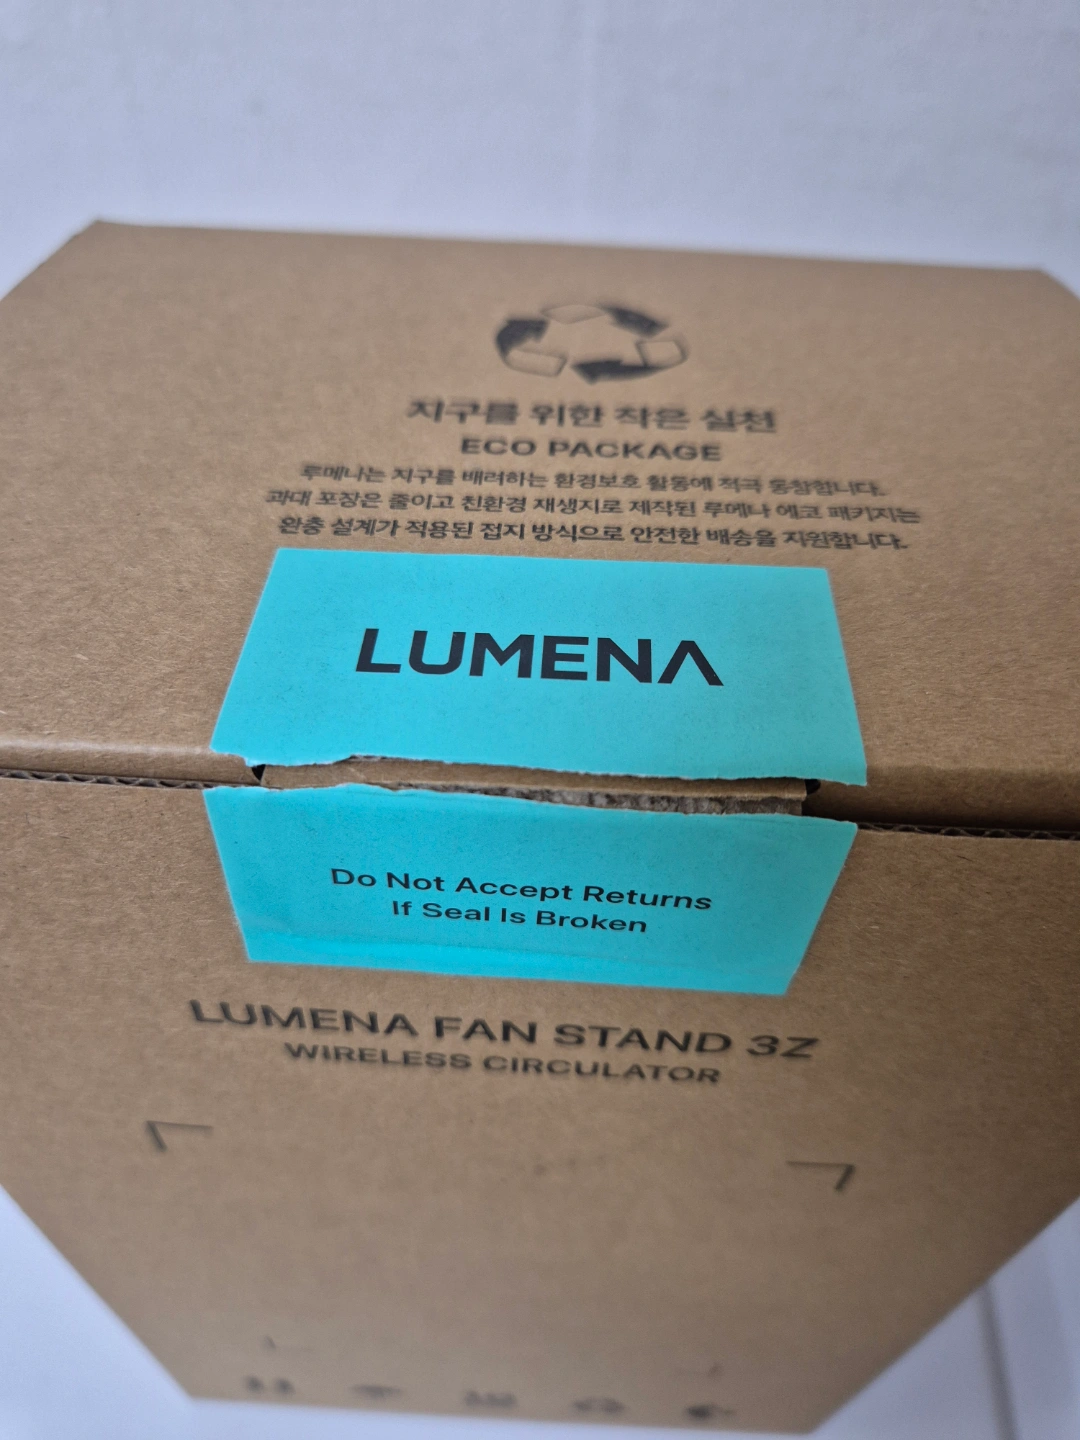 지구를 위한 작은 실천
ECO PACKAGE
루메나는 지구를 배려하는 환경보호 활동에 적극 동참합니다.
과대 포장은 줄이고 친환경 재생지로 제작된 루메나 에코 패키지는
완충 설계가 적용된 접지 방식으로 안전한 배송을 지원합니다.
LUMENA
Do Not Accept Returns
If Seal Is Broken
LUMENA FAN STAND 3Z
WIRELESS CIRCULATOR